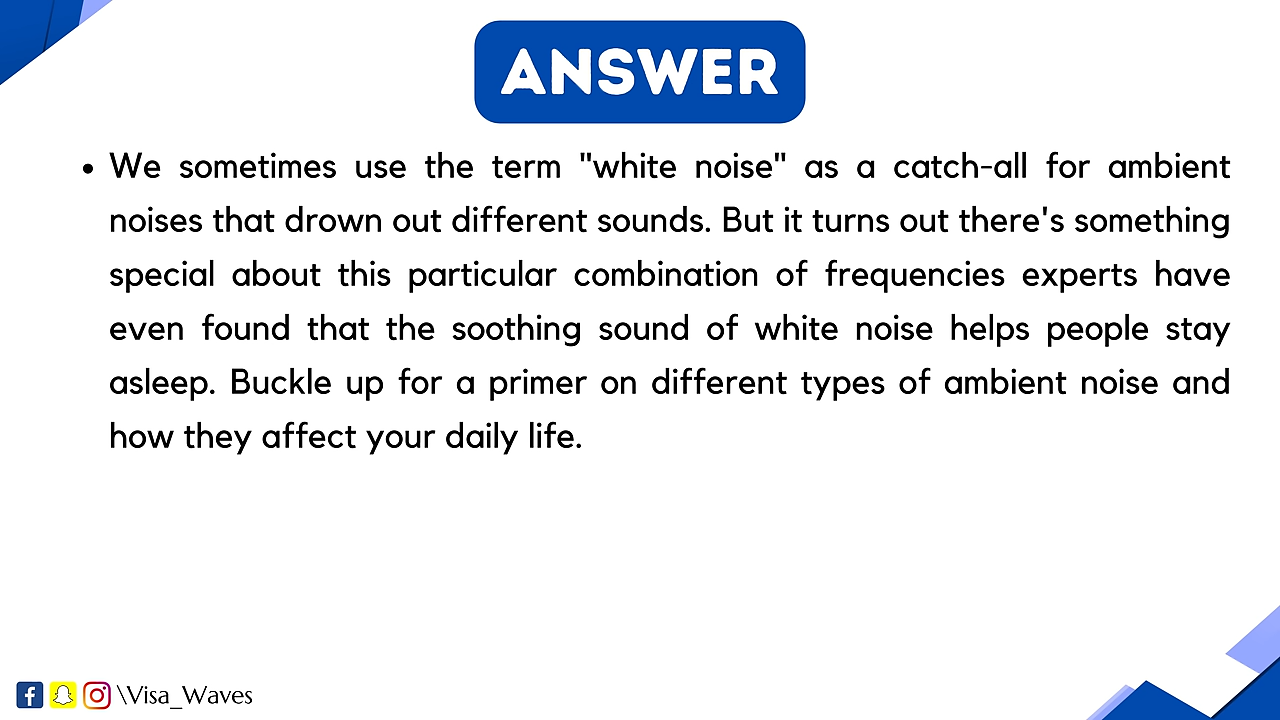 ANSWER
• We sometimes use the term "white noise" as a catch-all for ambient
noises that drown out different sounds. But it turns out there's something
special about this particular combination of frequencies experts have
even found that the soothing sound of white noise helps people stay
asleep. Buckle up for a primer on different types of ambient noise and
how they affect your daily life.
\Visa_Waves